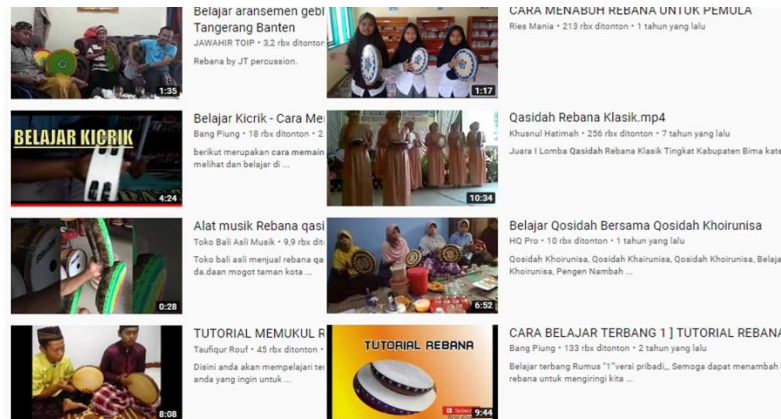 Belajar aransemen gebl
Tangerang Banten
JAWAHIR TOIP • 3,2 rbx ditonton
Rebana by JT percussion.
1:35
Belajar Kicrik - Cara Me
Bang Piung • 18 rbx ditonton • 2
berikut merupakan cara memain
melihat dan belajar di ...
BELAJAR KICRIK
4:24
Alat musik Rebana qasi
Toko Bali Asli Musik • 9,9 rbx dit
Toko bali asli menjual rebana qa
da.daan mogot taman kota ...
0:28
TUTORIAL MEMUKUL R
Taufiqur Rouf • 45 rbx ditonton •
Disini anda akan mempelajari te
anda yang ingin untuk ...
8:08
CARA MENABUH REBANA UNTUK PEMULA
Ries Mania • 213 rbx ditonton • 1 tahun yang lalu
1:17
Qasidah Rebana Klasik.mp4
Khusnul Hatimah • 256 rbx ditonton • 7 tahun yang lalu
Juara I Lomba Qasidah Rebana Klasik Tingkat Kabupaten Bima kate
10:34
Belajar Qosidah Bersama Qosidah Khoirunisa
HQ Pro • 10 rbx ditonton • 1 tahun yang lalu
Qosidah Khoirunisa, Qosidah Khairunisa, Qosidah Khoirunisa, Belaja
Khoirunisa, Pengen Nambah ...
6:52
CARA BELAJAR TERBANG 1 ] TUTORIAL REBANA
Bang Piung • 133 rbx ditonton • 2 tahun yang lalu
Belajar terbang Rumus "1"versi pribadi,, Semoga dapat menambah
rebana untuk mengiringi kita ...
TUTORIAL REBANA
9:44